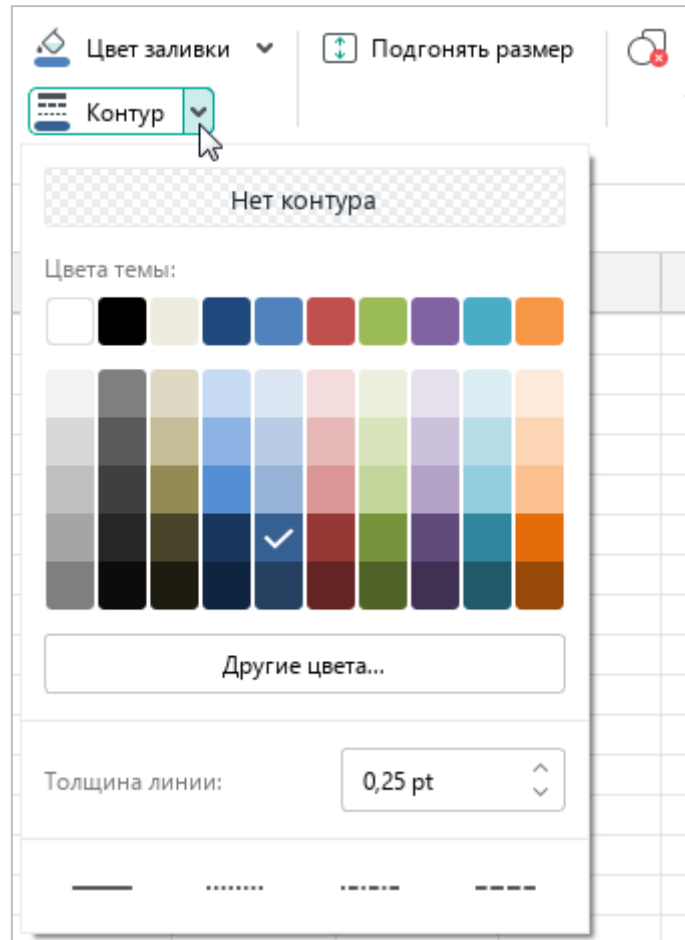 Цвет заливки
Подгонять размер
Контур
Нет контура
Цвета темы:
Другие цвета...
Толщина линии:
0,25 pt